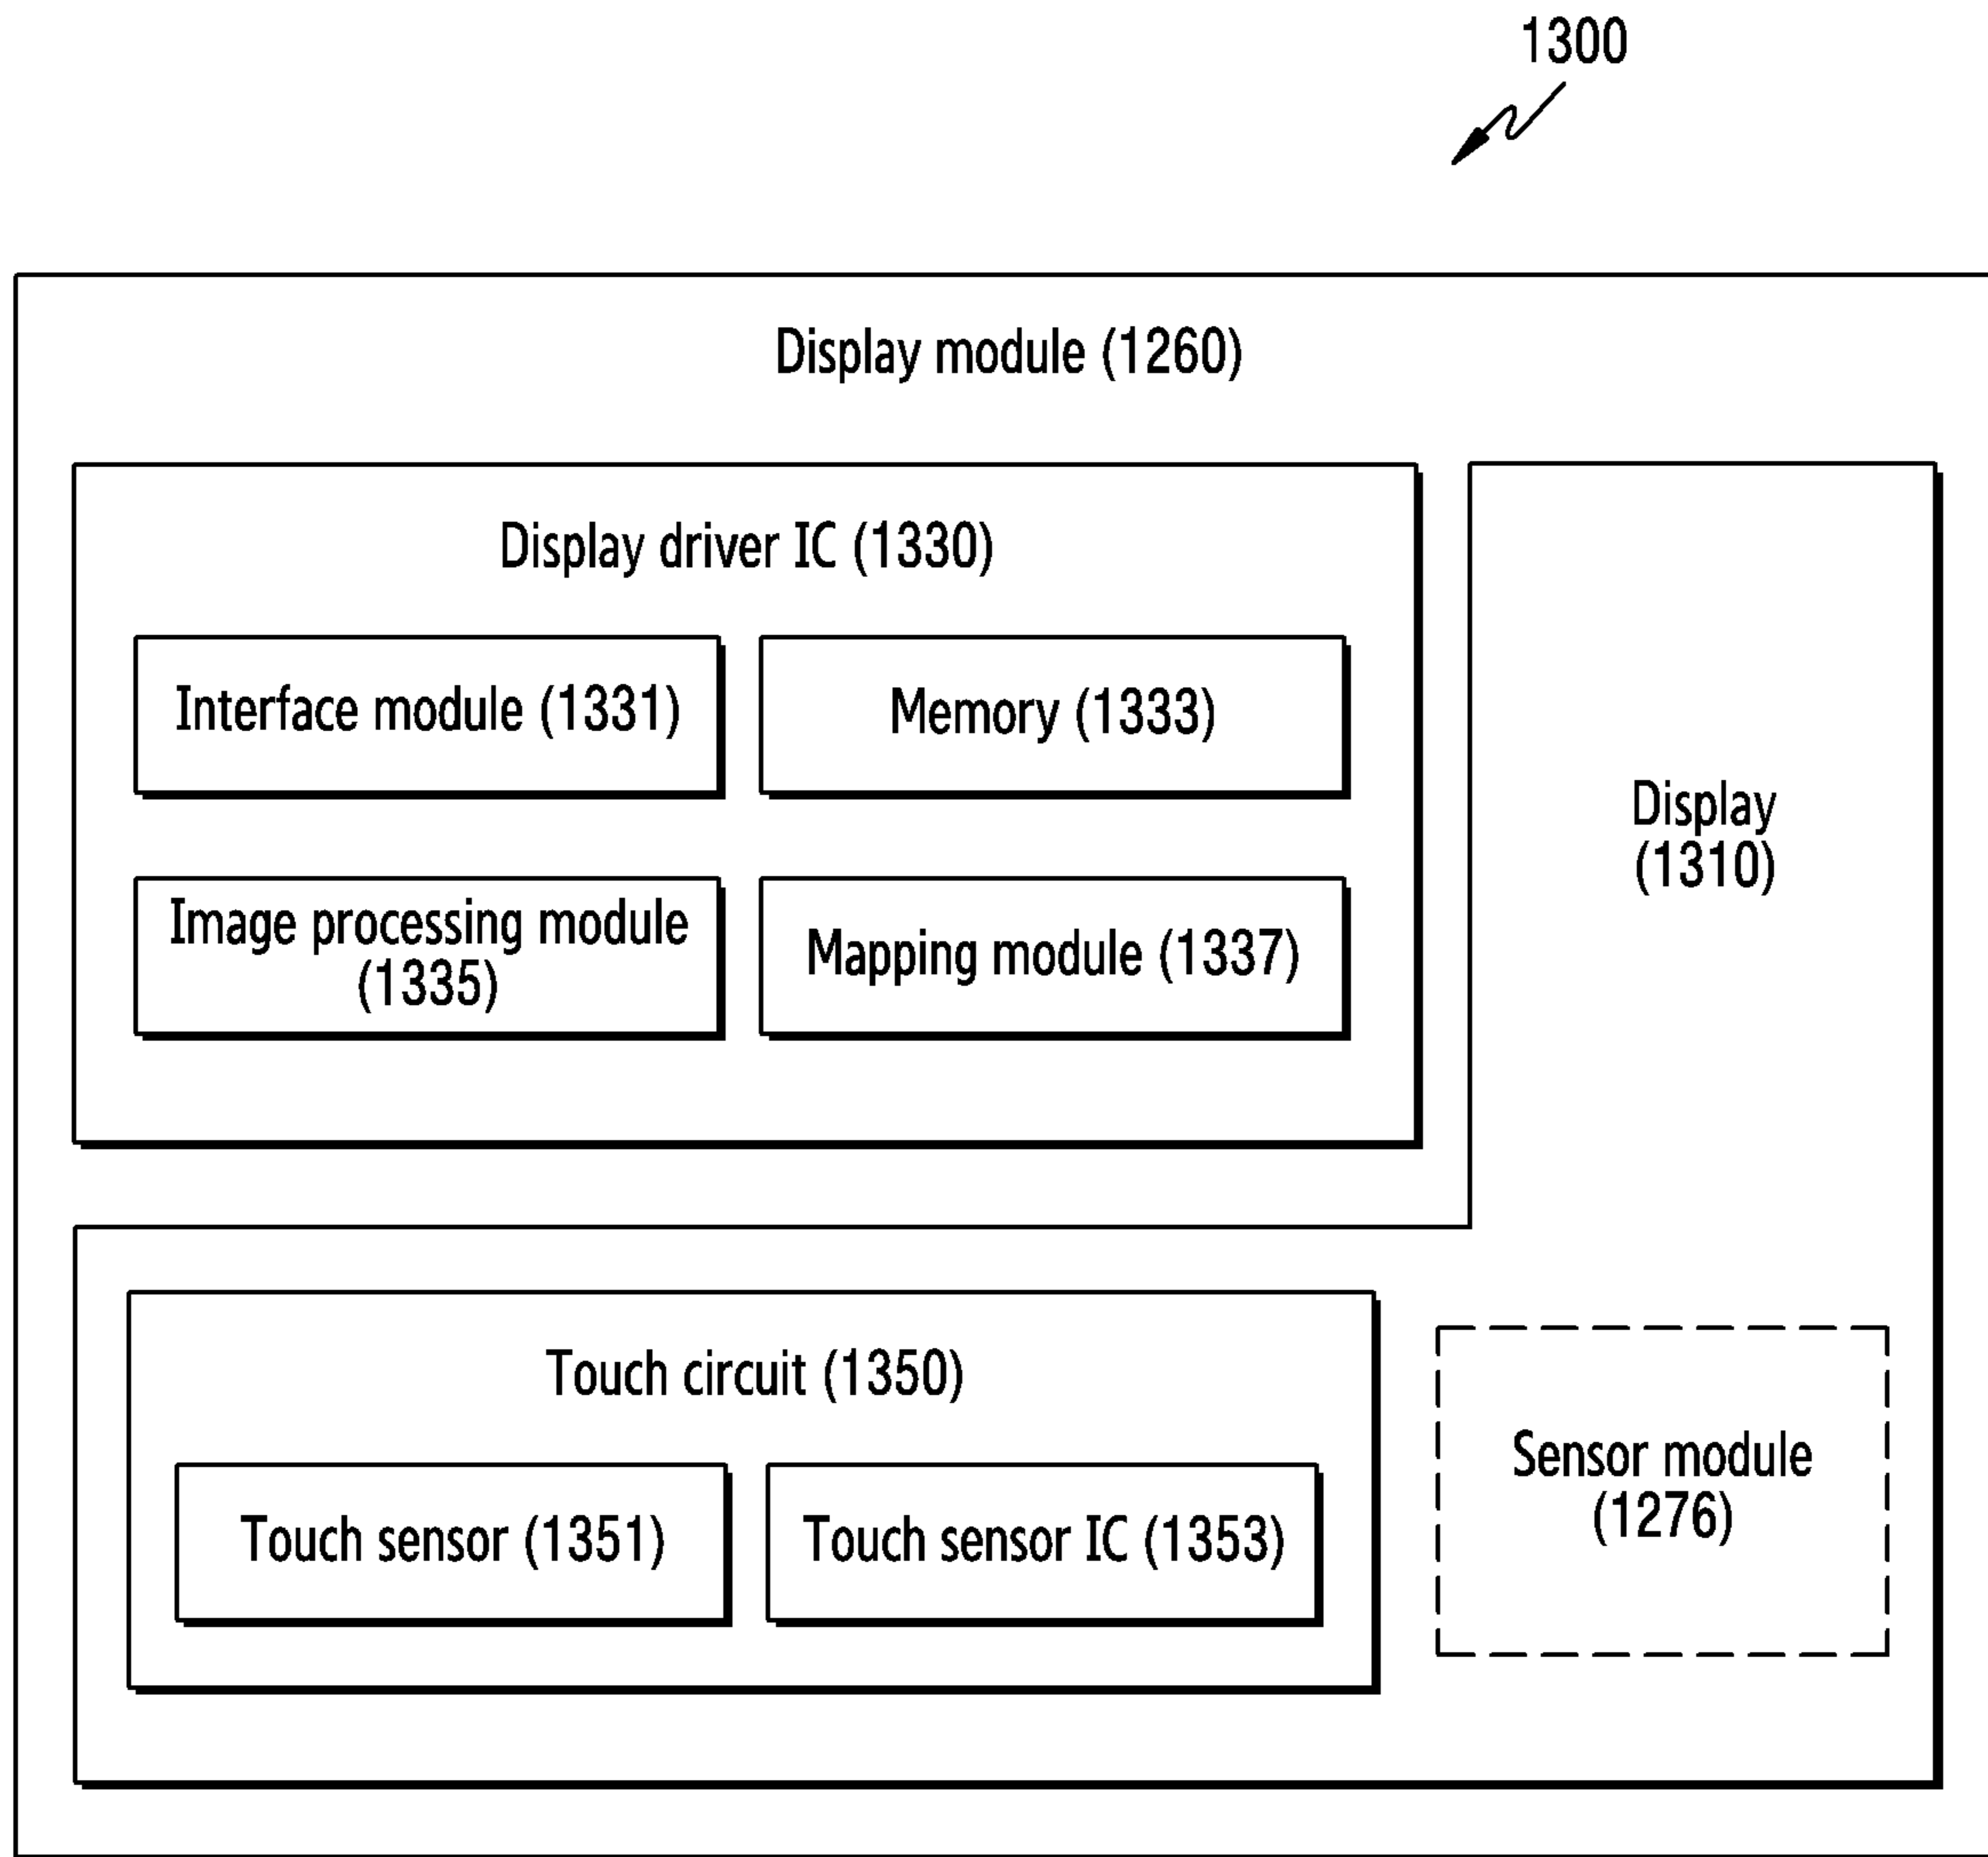 1300
Display module (1260)
Display driver IC (1330)
Interface module (1331)
Memory (1333)
Image processing module
(1335)
Mapping module (1337)
Display
(1310)
Touch circuit (1350)
Touch sensor (1351)
Touch sensor IC (1353)
Sensor module
(1276)